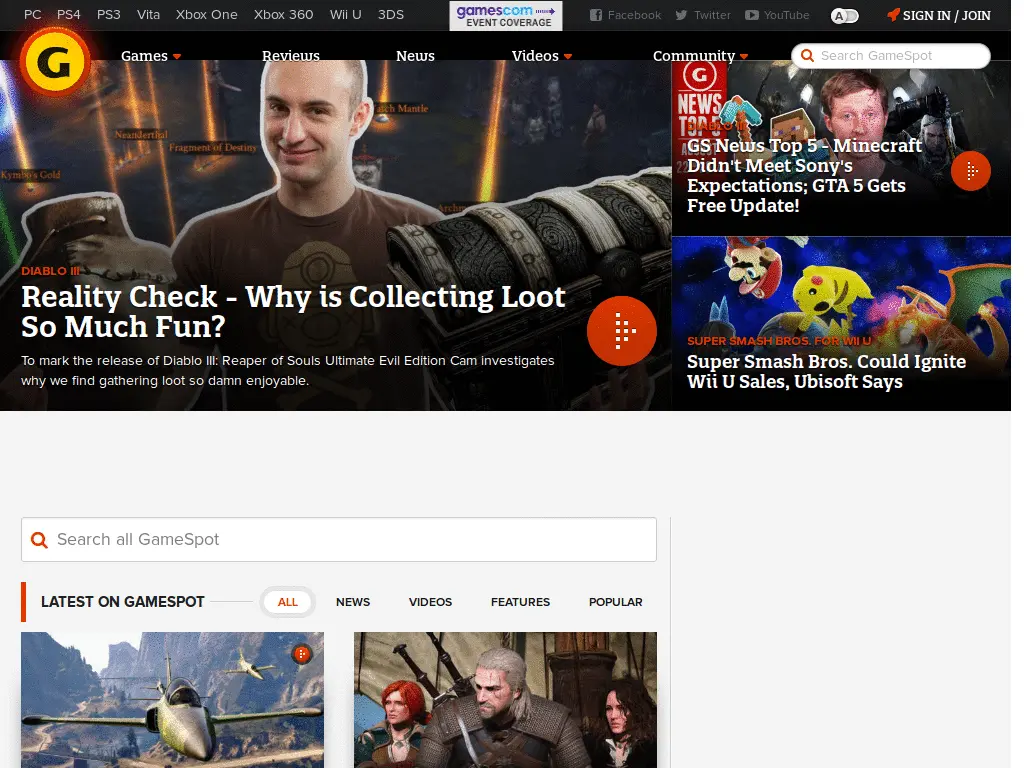 PC PS4 PS3 Vita Xbox One Xbox 360 Wii U 3DS
gamescom
EVENT COVERAGE
Facebook Twitter YouTube
A
SIGN IN / JOIN
G
Games Reviews News Videos Community
Search GameSpot
Neanderthal
Fragment of Destiny
Kymbo's Gold
DIABLO III
Reality Check - Why is Collecting Loot
So Much Fun?
To mark the release of Diablo III: Reaper of Souls Ultimate Evil Edition Cam investigates
why we find gathering loot so damn enjoyable.
G
NEWS
TOP 5
DIABLO III
GS News Top 5 - Minecraft
Didn't Meet Sony's
Expectations; GTA 5 Gets
Free Update!
SUPER SMASH BROS. FOR WII U
Super Smash Bros. Could Ignite
Wii U Sales, Ubisoft Says
Search all GameSpot
LATEST ON GAMESPOT
ALL NEWS VIDEOS FEATURES POPULAR